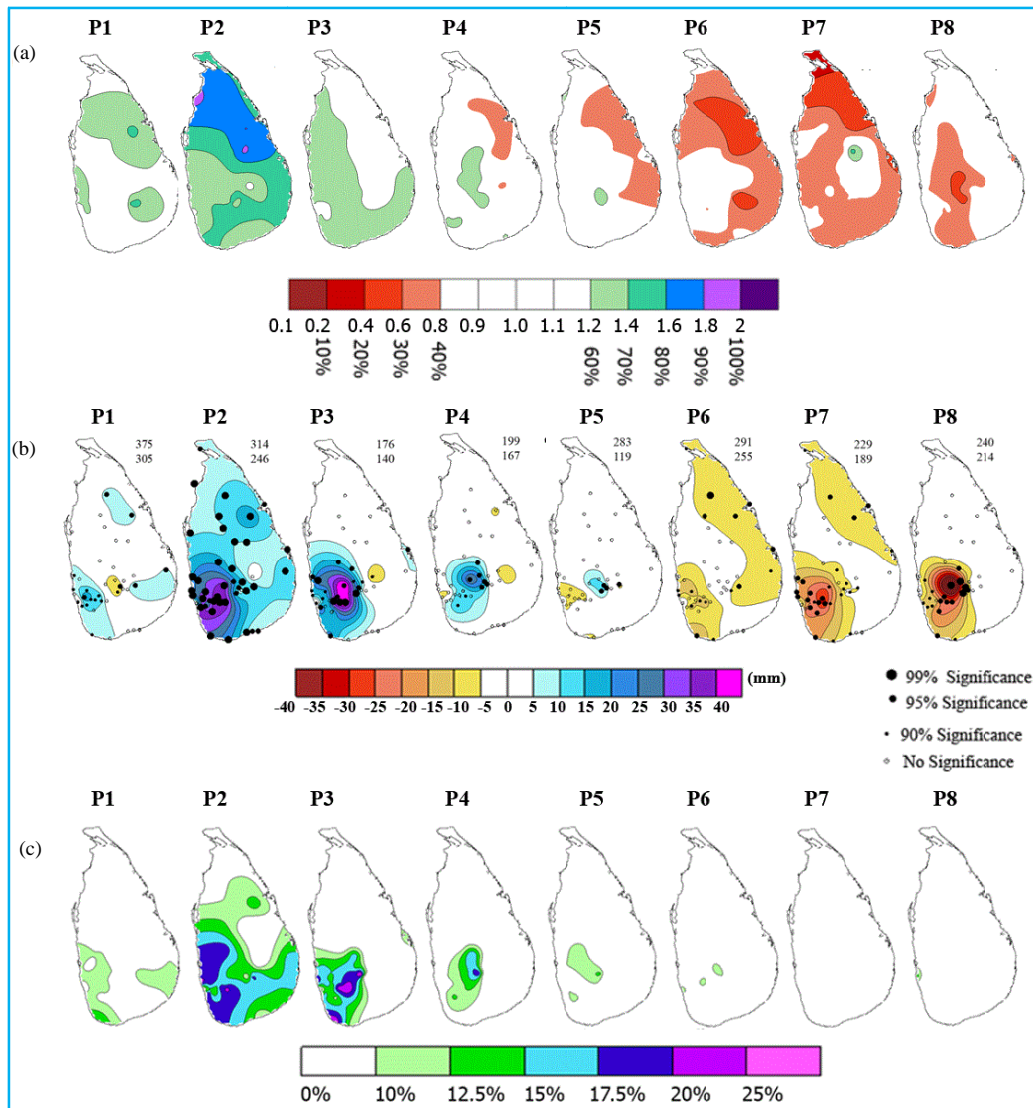 P1 P2 P3 P4 P5 P6 P7 P8
(a)
0.1 0.2 0.4 0.6 0.8 0.9 1.0 1.1 1.2 1.4 1.6 1.8 2
10% 20% 30% 40% 60% 70% 80% 90% 100%
P1 P2 P3 P4 P5 P6 P7 P8
(b)
375 314 176 199 283 291 229 240
305 246 140 167 119 255 189 214
(mm)
-40 -35 -30 -25 -20 -15 -10 -5 0 5 10 15 20 25 30 35 40
99% Significance
95% Significance
90% Significance
No Significance
P1 P2 P3 P4 P5 P6 P7 P8
(c)
0% 10% 12.5% 15% 17.5% 20% 25%